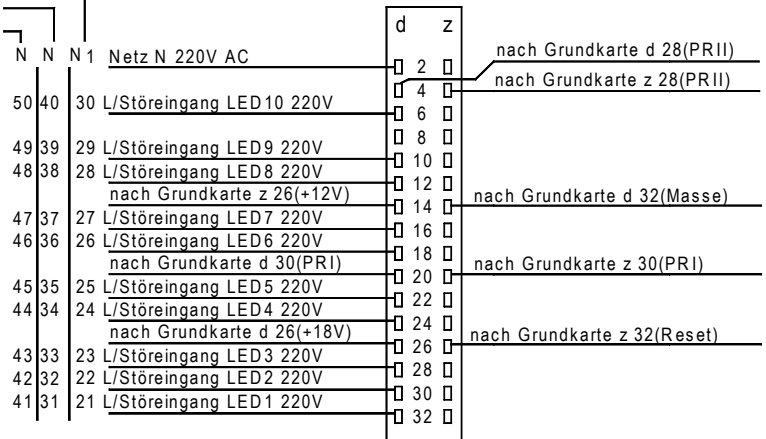 d z
N N N 1 Netz N 220V AC 2 nach Grundkarte d 28(PRII)
4 nach Grundkarte z 28(PRII)
50 40 30 L/Störeingang LED10 220V 6
8
49 39 29 L/Störeingang LED9 220V 10
48 38 28 L/Störeingang LED8 220V 12
nach Grundkarte z 26(+12V) 14 nach Grundkarte d 32(Masse)
47 37 27 L/Störeingang LED7 220V 16
46 36 26 L/Störeingang LED6 220V 18
nach Grundkarte d 30(PRI) 20 nach Grundkarte z 30(PRI)
45 35 25 L/Störeingang LED5 220V 22
44 34 24 L/Störeingang LED4 220V 24
nach Grundkarte d 26(+18V) 26 nach Grundkarte z 32(Reset)
43 33 23 L/Störeingang LED3 220V 28
42 32 22 L/Störeingang LED2 220V 30
41 31 21 L/Störeingang LED1 220V 32